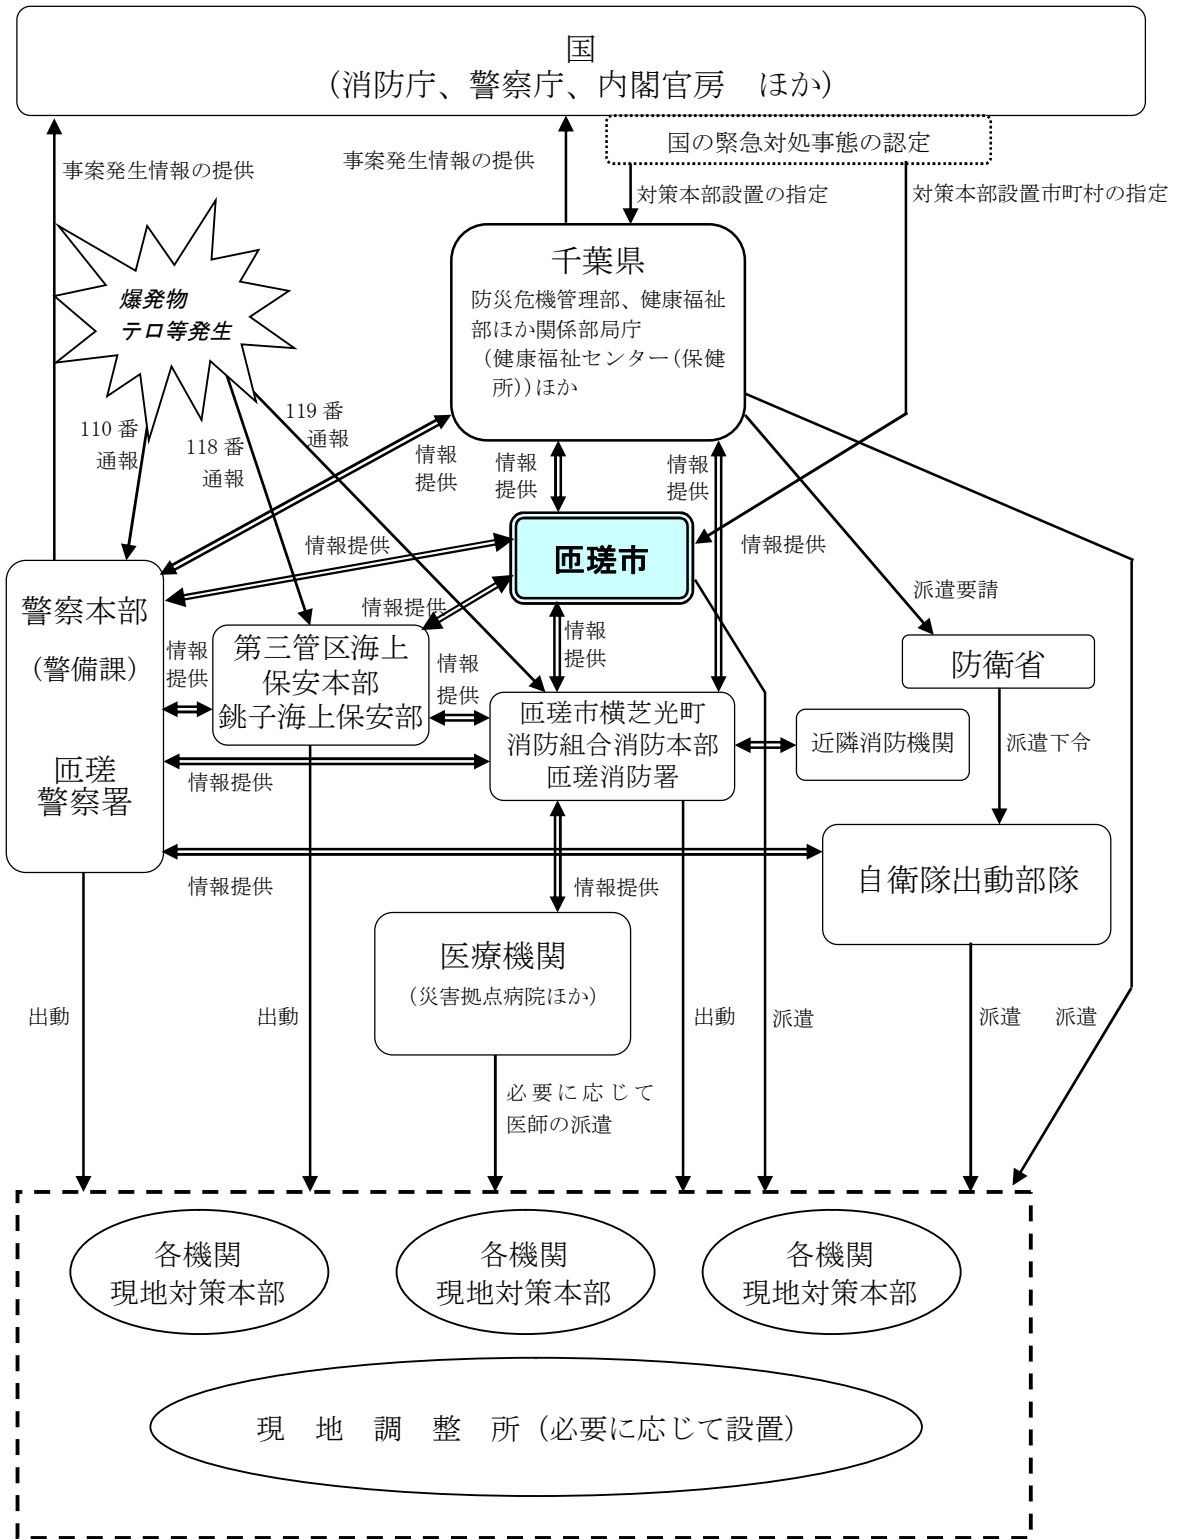 国
（消防庁、警察庁、内閣官房　ほか）
国の緊急対処事態の認定
事案発生情報の提供
事案発生情報の提供
対策本部設置の指定
対策本部設置市町村の指定
爆発物
テロ等発生
千葉県
防災危機管理部、健康福祉
部ほか関係部局庁
（健康福祉センター（保健
所））ほか
110 番
通報
118 番
通報
119 番
通報
情報
提供
情報
提供
情報
提供
情報提供
情報提供
匝瑳市
派遣要請
警察本部
（警備課）
匝瑳
警察署
情報提供
情報
提供
第三管区海上
保安本部
銚子海上保安部
情報
提供
情報
提供
防衛省
匝瑳市横芝光町
消防組合消防本部
匝瑳消防署
近隣消防機関
派遣下令
情報提供
情報提供
情報提供
自衛隊出動部隊
医療機関
（災害拠点病院ほか）
出動
出動
出動
派遣
派遣
派遣
必要に応じて
医師の派遣
各機関
現地対策本部
各機関
現地対策本部
各機関
現地対策本部
現　地　調　整　所（必要に応じて設置）